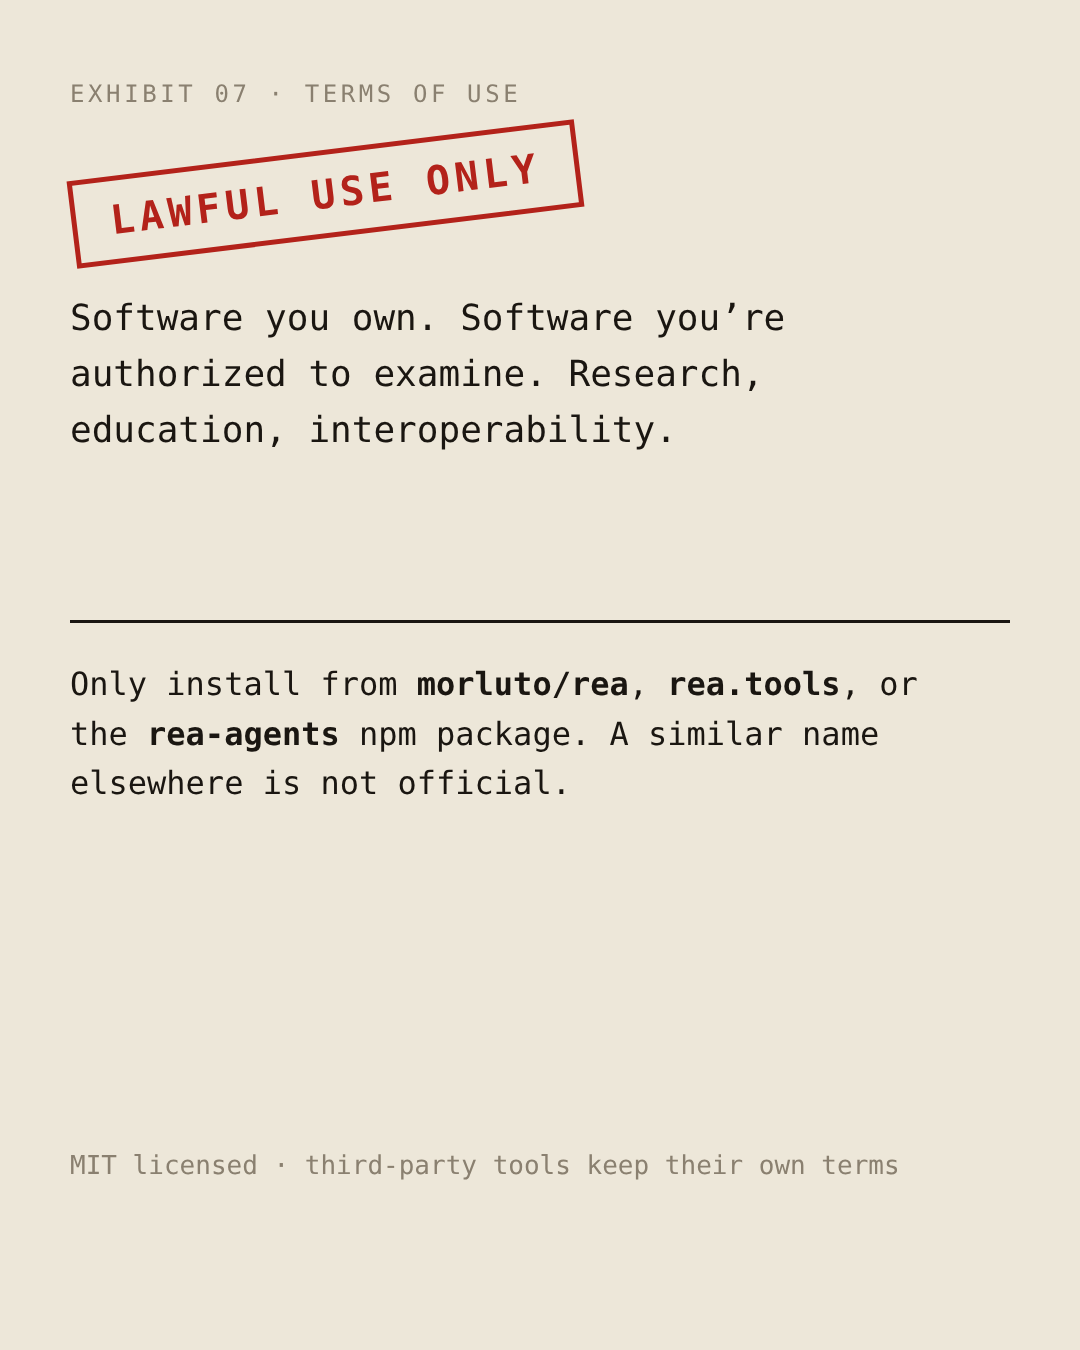 EXHIBIT 07 · TERMS OF USE
LAWFUL USE ONLY
Software you own. Software you’re
authorized to examine. Research,
education, interoperability.
Only install from morluto/rea, rea.tools, or
the rea-agents npm package. A similar name
elsewhere is not official.
MIT licensed · third-party tools keep their own terms